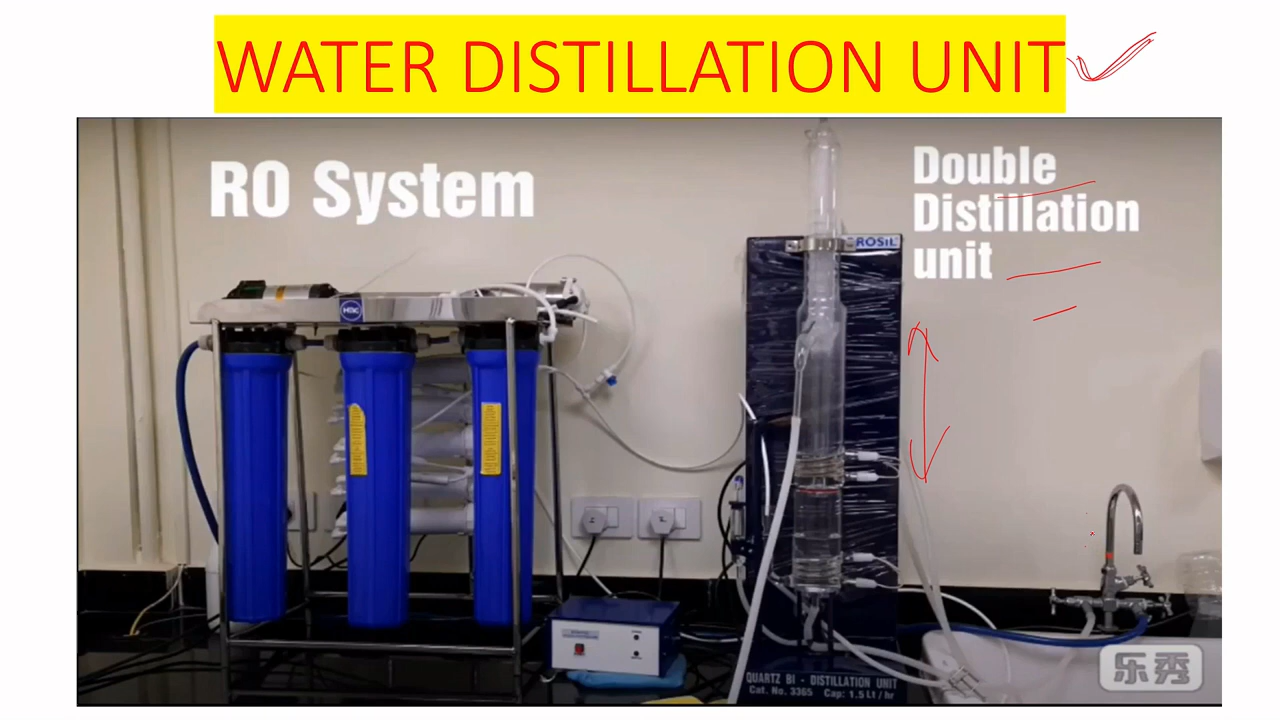 WATER DISTILLATION UNIT
RO System
Double
Distillation
unit
ROSIL
QUARTZ BI - DISTILLATION UNIT
Cat. No. 3365 Cap: 1.5 Lt / hr
乐秀